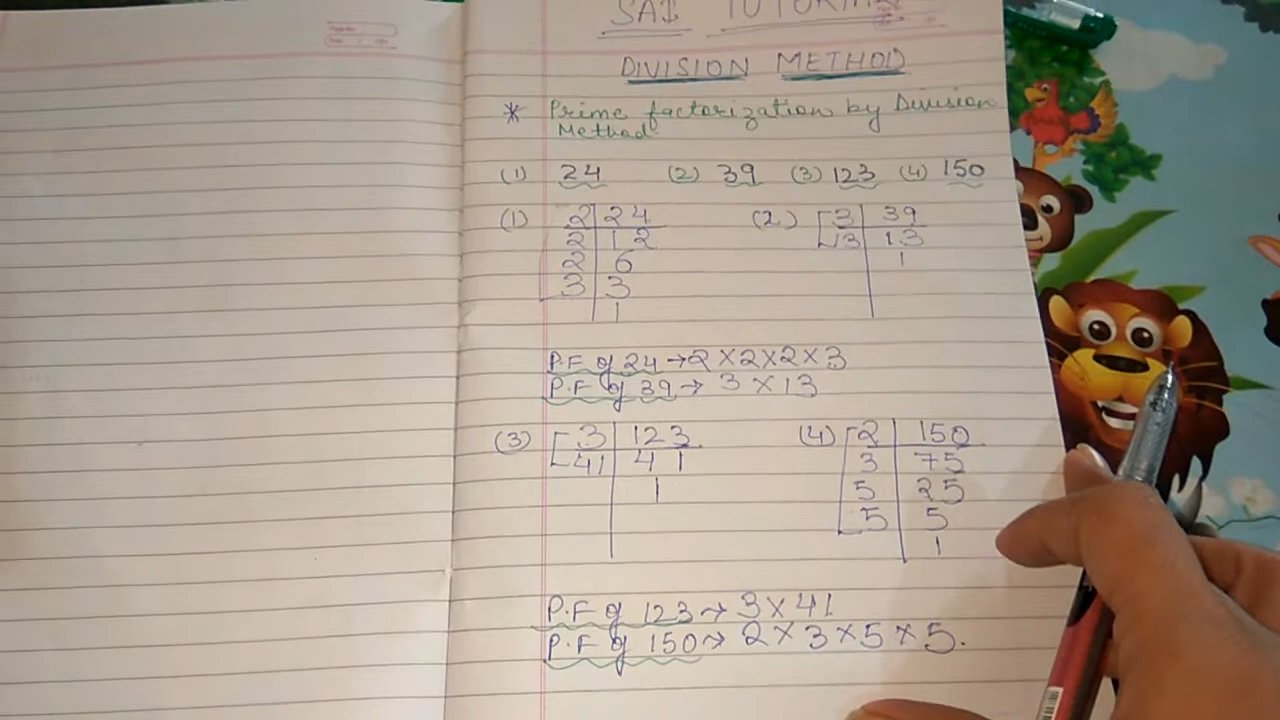 SAI TUTORIAL
DIVISION METHOD
* Prime factorization by Division
Method
(1) 24 (2) 39 (3) 123 (4) 150
(1) 2 24
2 12
2 6
3 3
1
(2) 3 39
13 13
1
P.F of 24 → 2 × 2 × 2 × 3
P.F of 39 → 3 × 13
(3) 3 123
41 41
1
(4) 2 150
3 75
5 25
5 5
1
P.F of 123 → 3 × 41
P.F of 150 → 2 × 3 × 5 × 5.